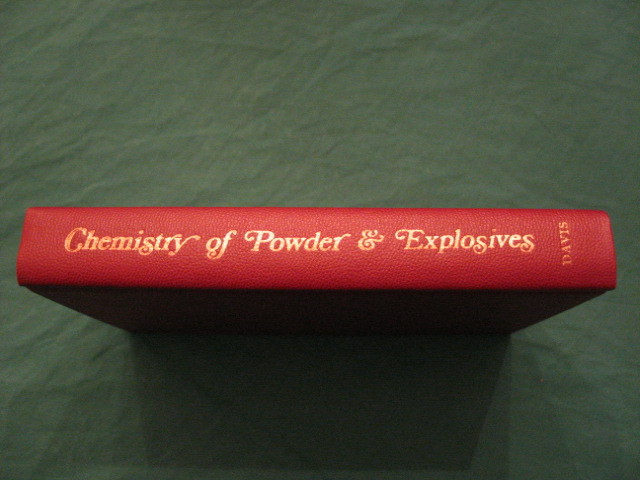 Chemistry of Powder & Explosives
DAVIS